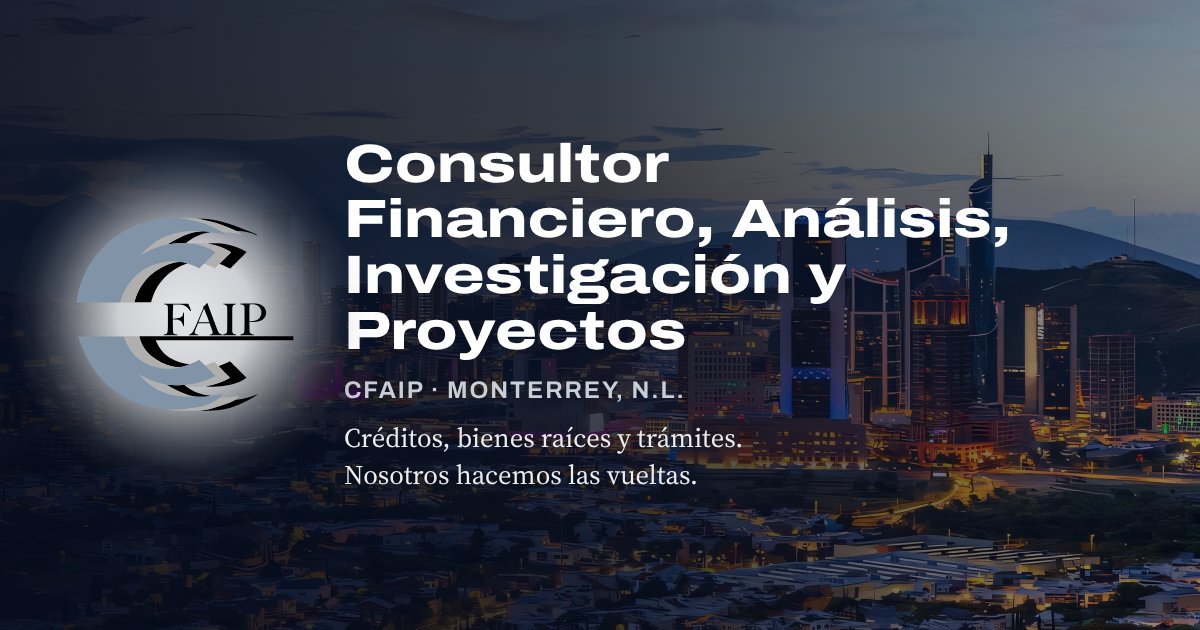 FAIP
Consultor
Financiero, Análisis,
Investigación y
Proyectos
CFAIP · MONTERREY, N.L.
Créditos, bienes raíces y trámites.
Nosotros hacemos las vueltas.